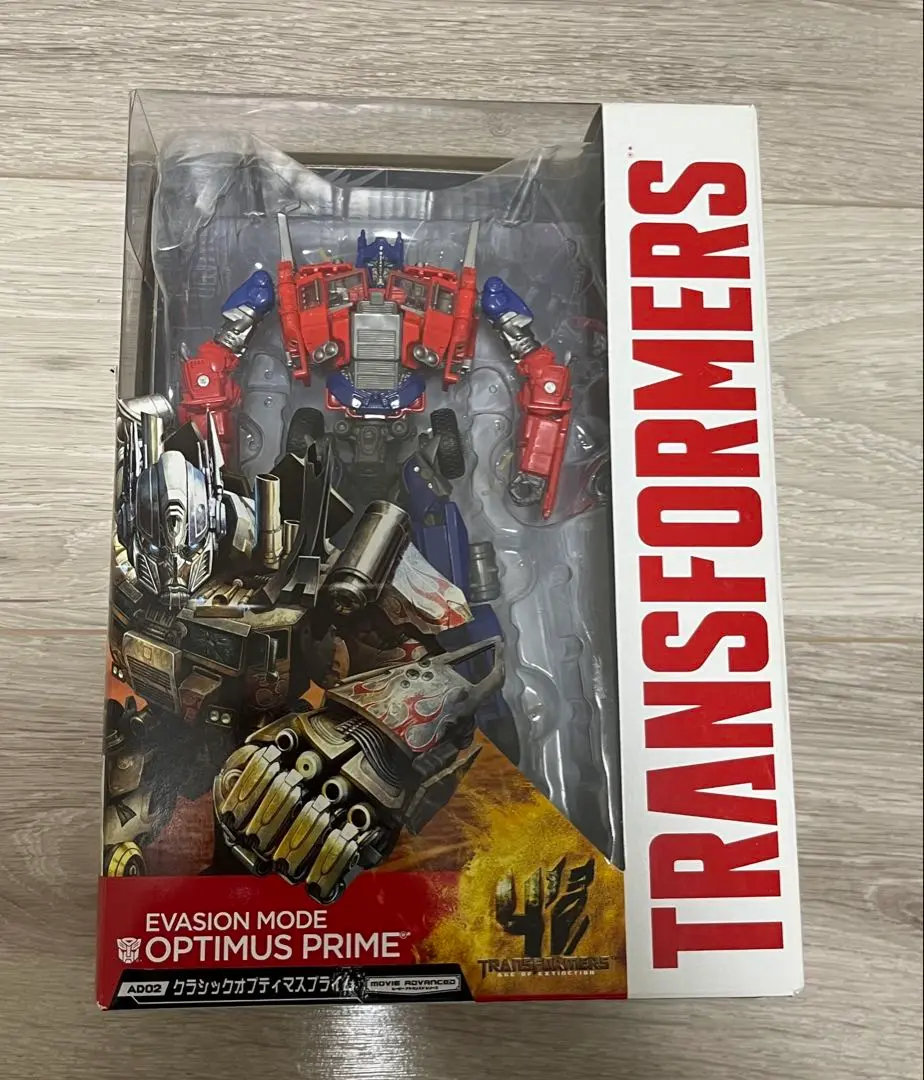 TRANSFORMERS
EVASION MODE
OPTIMUS PRIME
TRANSFORMERS
AGE OF EXTINCTION
AD02 クラシックオプティマスプライム MOVIE ADVANCED